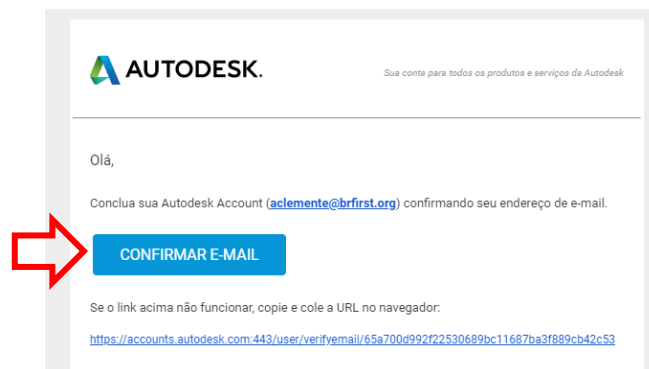 AUTODESK.
Sua conta para todos os produtos e serviços da Autodesk
Olá,
Conclua sua Autodesk Account (aclemente@brfirst.org) confirmando seu endereço de e-mail.
CONFIRMAR E-MAIL
Se o link acima não funcionar, copie e cole a URL no navegador:
https://accounts.autodesk.com:443/user/verifyemail/65a700d992f22530689bc11687ba3f889cb42c53